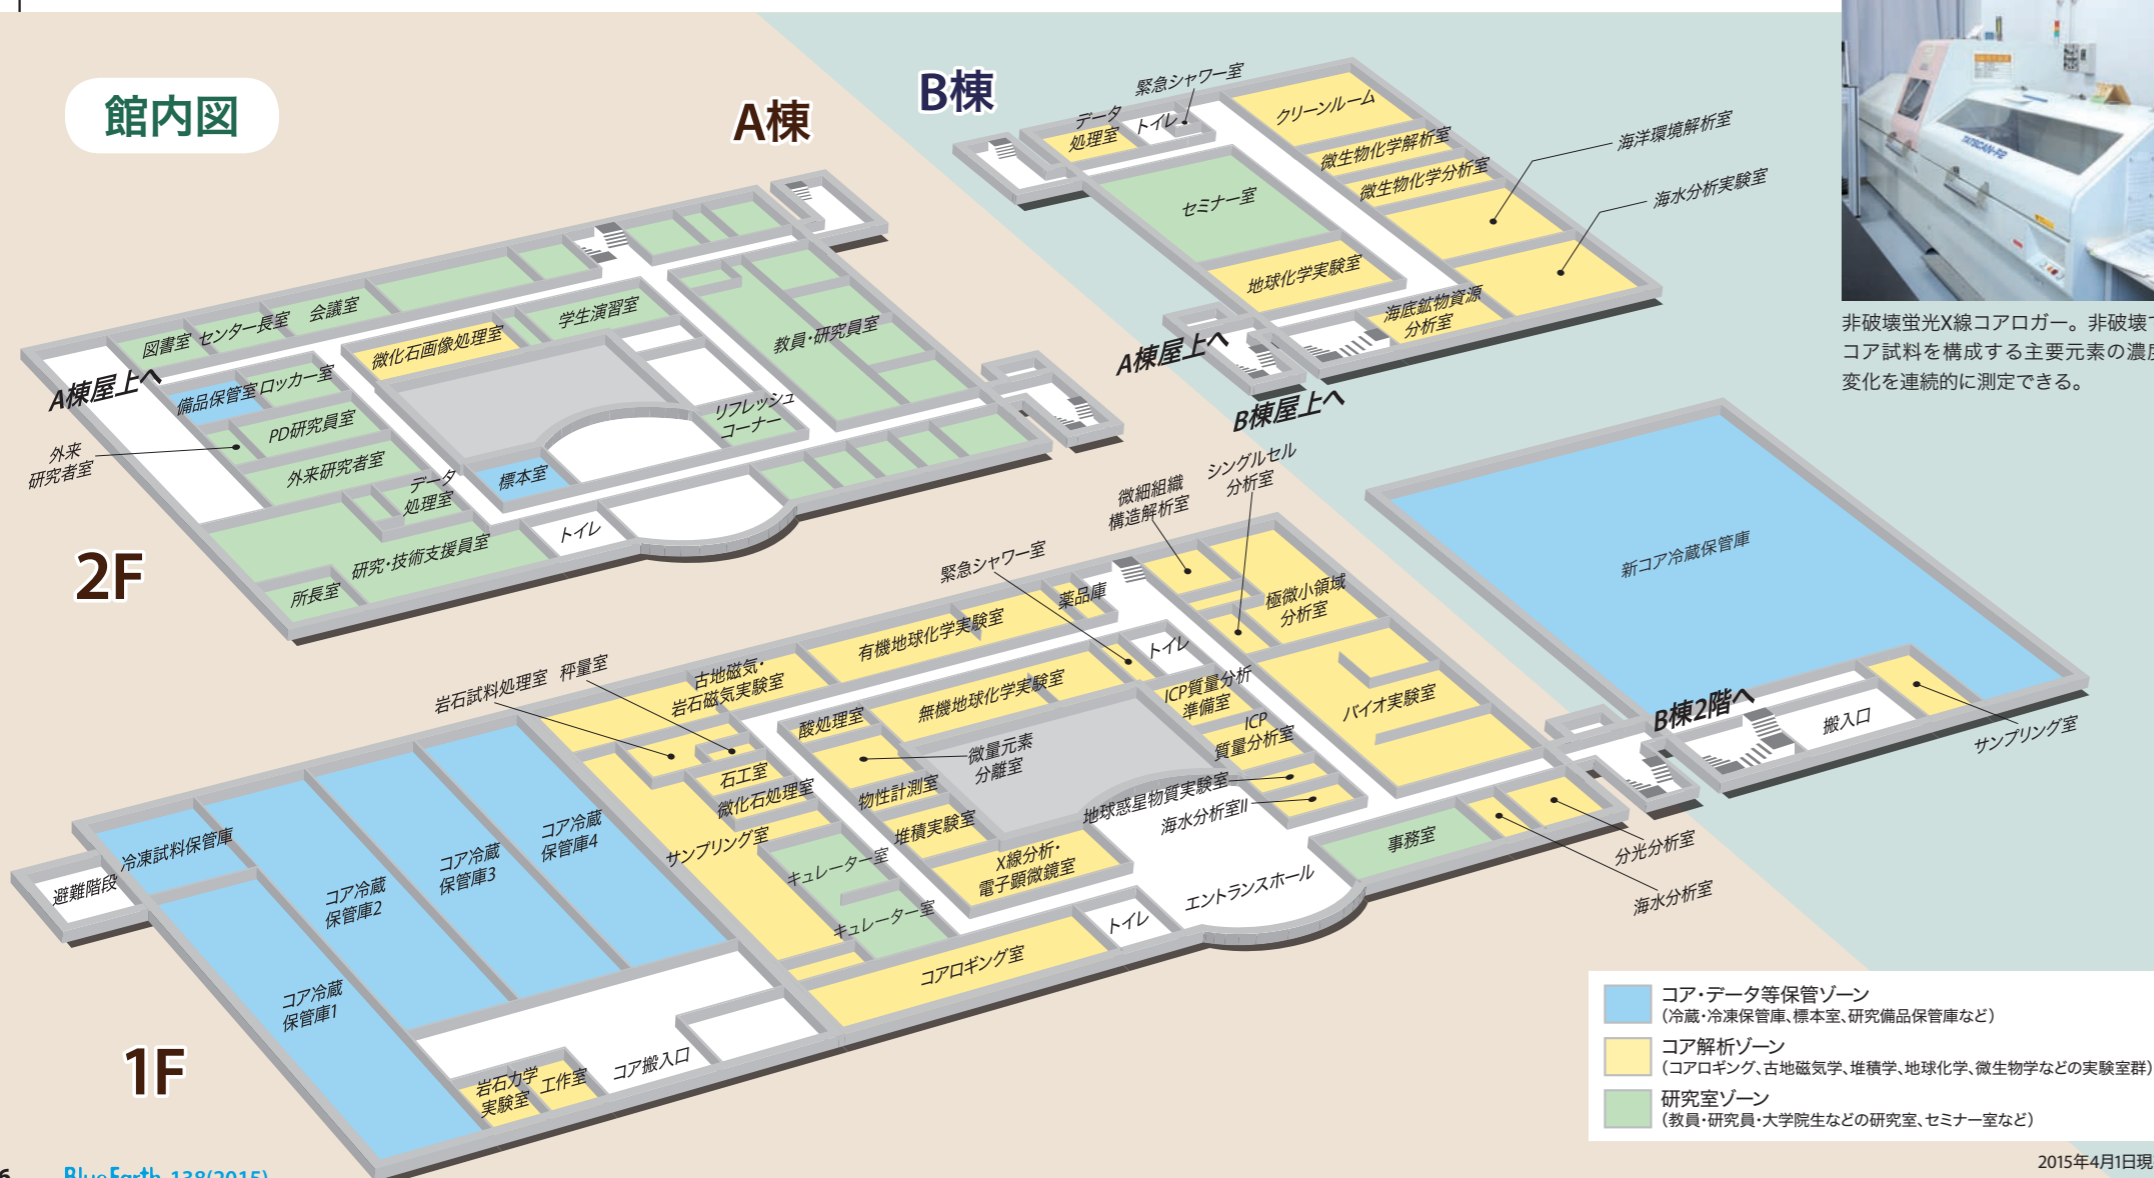 館内図
A棟
B棟
緊急シャワー室
データ
処理室
トイレ
クリーンルーム
微生物化学解析室
微生物化学分析室
海洋環境解析室
海水分析実験室
セミナー室
地球化学実験室
海底鉱物資源
分析室
A棟屋上へ
B棟屋上へ
TATSCAN-F2
非破壊蛍光X線コアロガー。非破壊で
コア試料を構成する主要元素の濃度
変化を連続的に測定できる。
2F
図書室
センター長室
会議室
微化石画像処理室
学生演習室
教員・研究員室
A棟屋上へ
備品保管室
ロッカー室
PD研究員室
外来
研究者室
外来研究者室
データ
処理室
標本室
リフレッシュ
コーナー
トイレ
研究・技術支援員室
所長室
1F
微細組織
構造解析室
シングルセル
分析室
緊急シャワー室
薬品庫
極微小領域
分析室
有機地球化学実験室
トイレ
古地磁気・
岩石磁気実験室
岩石試料処理室
秤量室
無機地球化学実験室
酸処理室
ICP質量分析
準備室
ICP
質量分析室
バイオ実験室
微量元素
分離室
石工室
微化石処理室
物性計測室
地球惑星物質実験室
海水分析室II
堆積実験室
サンプリング室
キュレーター室
X線分析・
電子顕微鏡室
キュレーター室
コアロギング室
トイレ
エントランスホール
事務室
分光分析室
海水分析室
新コア冷蔵保管庫
B棟2階へ
搬入口
サンプリング室
冷凍試料保管庫
避難階段
コア冷蔵
保管庫1
コア冷蔵
保管庫2
コア冷蔵
保管庫3
コア冷蔵
保管庫4
岩石力学
実験室
工作室
コア搬入口
コア・データ等保管ゾーン
（冷蔵・冷凍保管庫、標本室、研究備品保管庫など）
コア解析ゾーン
（コアロギング、古地磁気学、堆積学、地球化学、微生物学などの実験室群）
研究室ゾーン
（教員・研究員・大学院生などの研究室、セミナー室など）
2015年4月1日現
6
Blue Earth 138(2015)